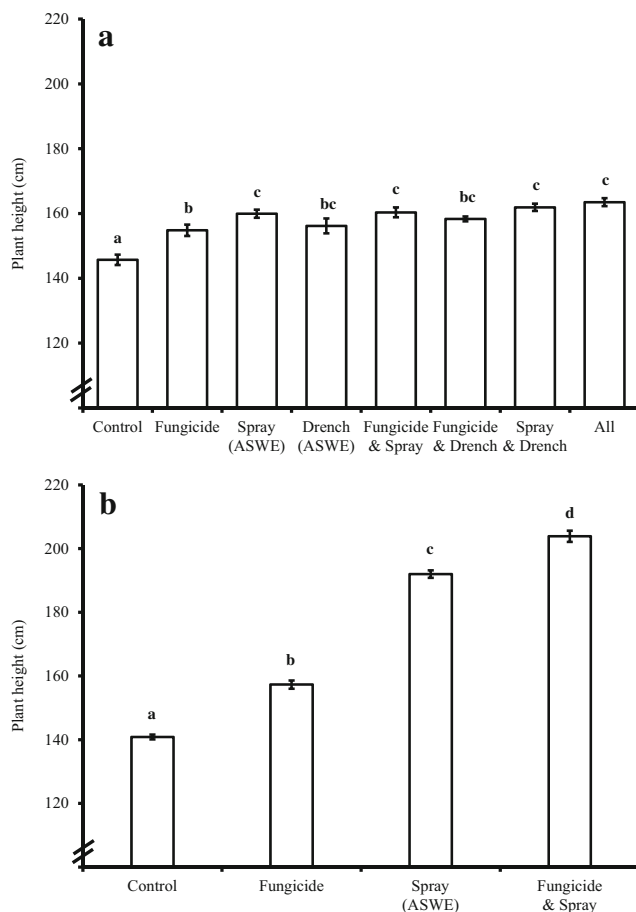 a
220
200
180
160
140
120
Plant height (cm)
a
b
c
bc
c
bc
c
c
Control
Fungicide
Spray
(ASWE)
Drench
(ASWE)
Fungicide
& Spray
Fungicide
& Drench
Spray
& Drench
All
b
220
200
180
160
140
120
Plant height (cm)
a
b
c
d
Control
Fungicide
Spray
(ASWE)
Fungicide
& Spray